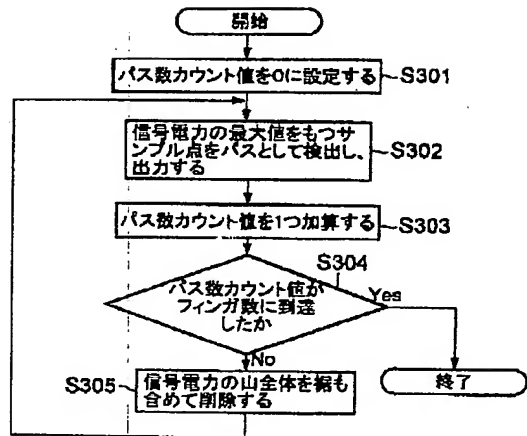 開始
パス数カウント値を0に設定する
S301
信号電力の最大値をもつサ
ンプル点をパスとして検出し、
出力する
S302
パス数カウント値を1つ加算する
S303
S304
パス数カウント値が
フィンガ数に到達
したか
Yes
No
S305
信号電力の山全体を裾も
含めて削除する
終了